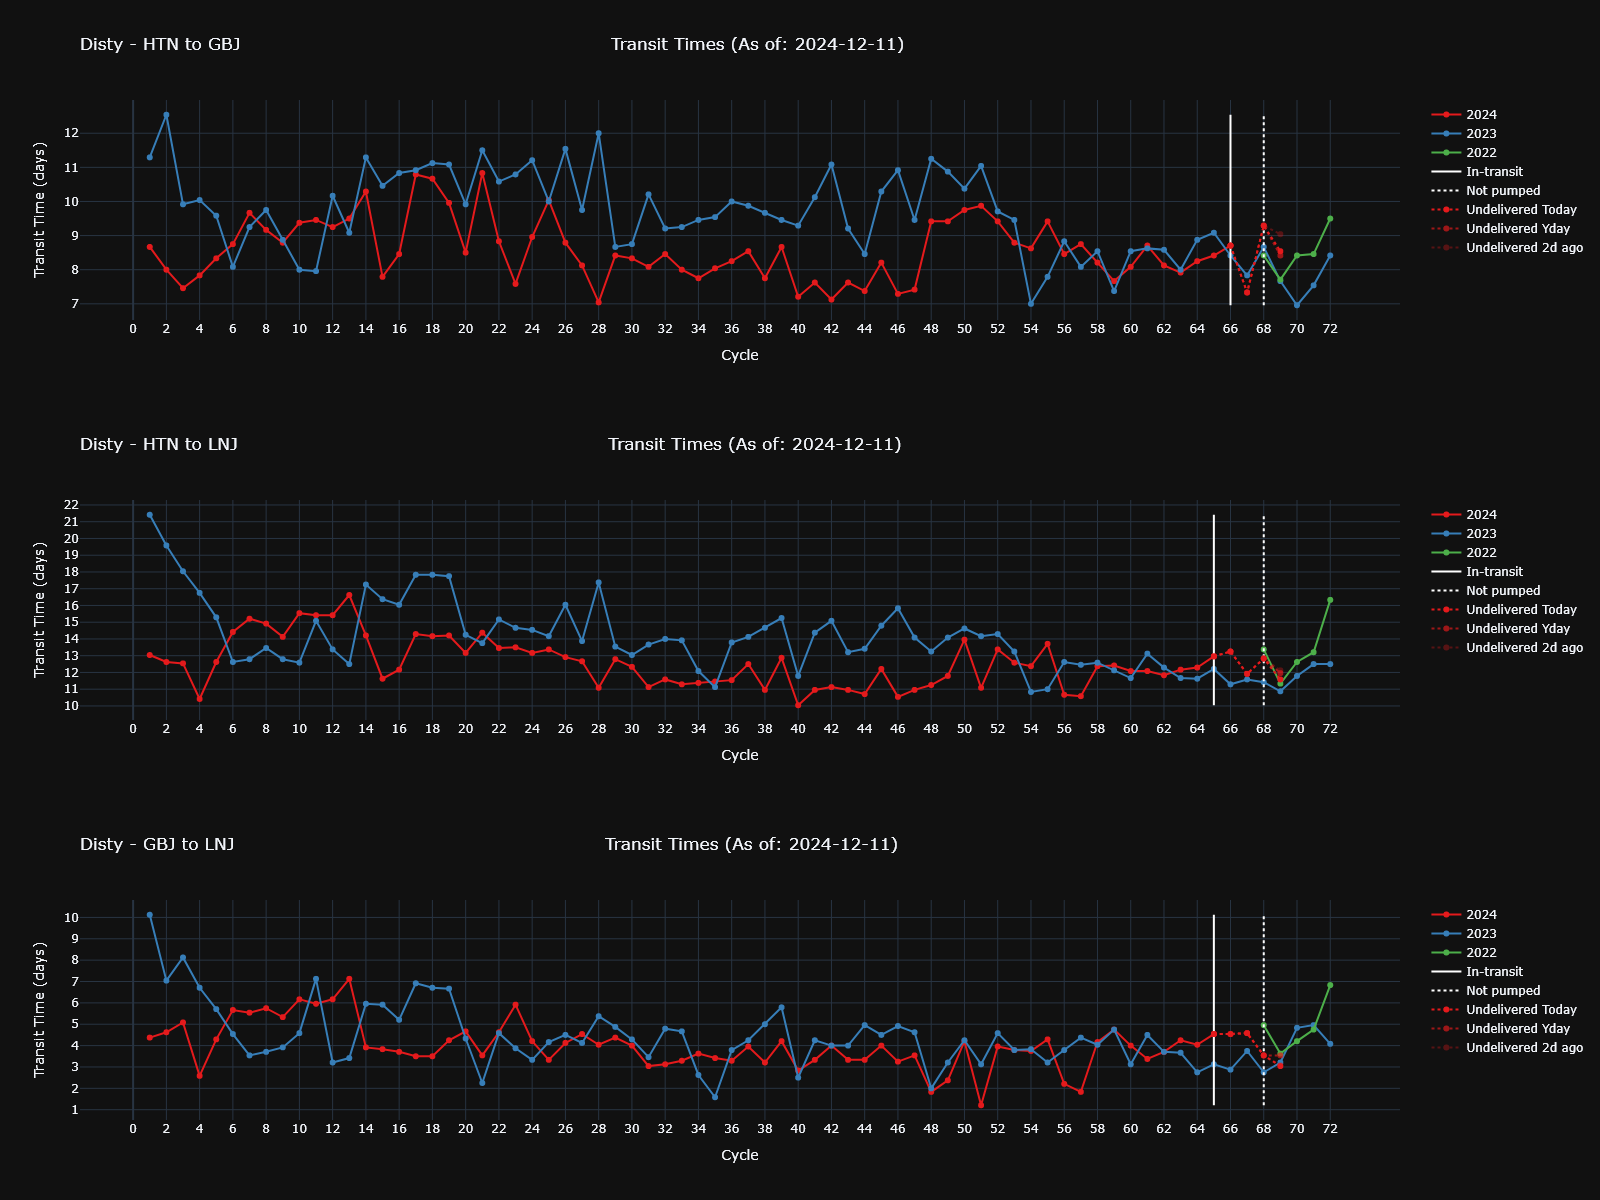 Disty - HTN to GBJ
Transit Times (As of: 2024-12-11)
Transit Time (days)
12
11
10
9
8
7
0 2 4 6 8 10 12 14 16 18 20 22 24 26 28 30 32 34 36 38 40 42 44 46 48 50 52 54 56 58 60 62 64 66 68 70 72
Cycle
2024
2023
2022
In-transit
Not pumped
Undelivered Today
Undelivered Yday
Undelivered 2d ago
Disty - HTN to LNJ
Transit Times (As of: 2024-12-11)
Transit Time (days)
22
21
20
19
18
17
16
15
14
13
12
11
10
0 2 4 6 8 10 12 14 16 18 20 22 24 26 28 30 32 34 36 38 40 42 44 46 48 50 52 54 56 58 60 62 64 66 68 70 72
Cycle
2024
2023
2022
In-transit
Not pumped
Undelivered Today
Undelivered Yday
Undelivered 2d ago
Disty - GBJ to LNJ
Transit Times (As of: 2024-12-11)
Transit Time (days)
10
9
8
7
6
5
4
3
2
1
0 2 4 6 8 10 12 14 16 18 20 22 24 26 28 30 32 34 36 38 40 42 44 46 48 50 52 54 56 58 60 62 64 66 68 70 72
Cycle
2024
2023
2022
In-transit
Not pumped
Undelivered Today
Undelivered Yday
Undelivered 2d ago